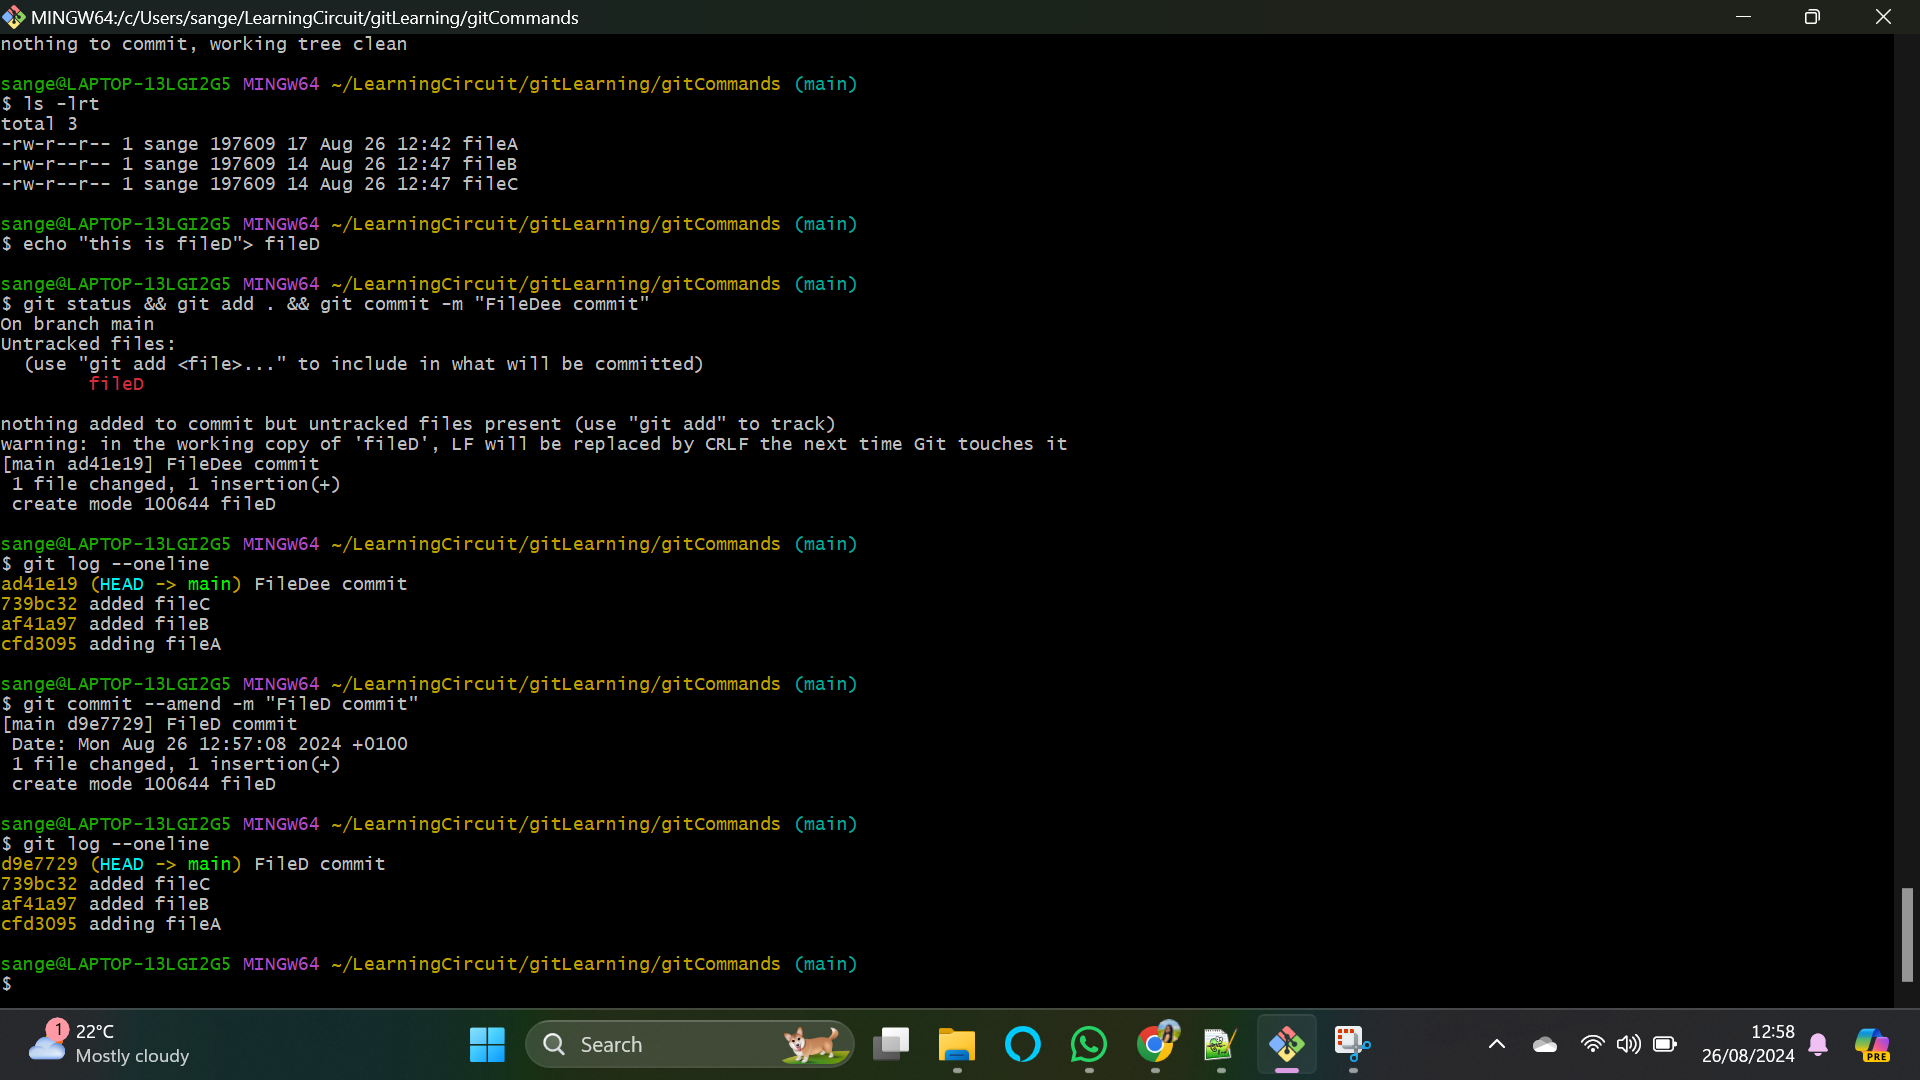 MINGW64:/c/Users/sange/LearningCircuit/gitLearning/gitCommands
nothing to commit, working tree clean
sange@LAPTOP-13LGI2G5 MINGW64 ~/LearningCircuit/gitLearning/gitCommands (main)
$ ls -lrt
total 3
-rw-r--r-- 1 sange 197609 17 Aug 26 12:42 fileA
-rw-r--r-- 1 sange 197609 14 Aug 26 12:47 fileB
-rw-r--r-- 1 sange 197609 14 Aug 26 12:47 fileC
sange@LAPTOP-13LGI2G5 MINGW64 ~/LearningCircuit/gitLearning/gitCommands (main)
$ echo "this is fileD"> fileD
sange@LAPTOP-13LGI2G5 MINGW64 ~/LearningCircuit/gitLearning/gitCommands (main)
$ git status && git add . && git commit -m "FileDee commit"
On branch main
Untracked files:
  (use "git add <file>..." to include in what will be committed)
        fileD
nothing added to commit but untracked files present (use "git add" to track)
warning: in the working copy of 'fileD', LF will be replaced by CRLF the next time Git touches it
[main ad41e19] FileDee commit
 1 file changed, 1 insertion(+)
 create mode 100644 fileD
sange@LAPTOP-13LGI2G5 MINGW64 ~/LearningCircuit/gitLearning/gitCommands (main)
$ git log --oneline
ad41e19 (HEAD -> main) FileDee commit
739bc32 added fileC
af41a97 added fileB
cfd3095 adding fileA
sange@LAPTOP-13LGI2G5 MINGW64 ~/LearningCircuit/gitLearning/gitCommands (main)
$ git commit --amend -m "FileD commit"
[main d9e7729] FileD commit
 Date: Mon Aug 26 12:57:08 2024 +0100
 1 file changed, 1 insertion(+)
 create mode 100644 fileD
sange@LAPTOP-13LGI2G5 MINGW64 ~/LearningCircuit/gitLearning/gitCommands (main)
$ git log --oneline
d9e7729 (HEAD -> main) FileD commit
739bc32 added fileC
af41a97 added fileB
cfd3095 adding fileA
sange@LAPTOP-13LGI2G5 MINGW64 ~/LearningCircuit/gitLearning/gitCommands (main)
$
1
22°C
Mostly cloudy
Search
12:58
26/08/2024
PRE